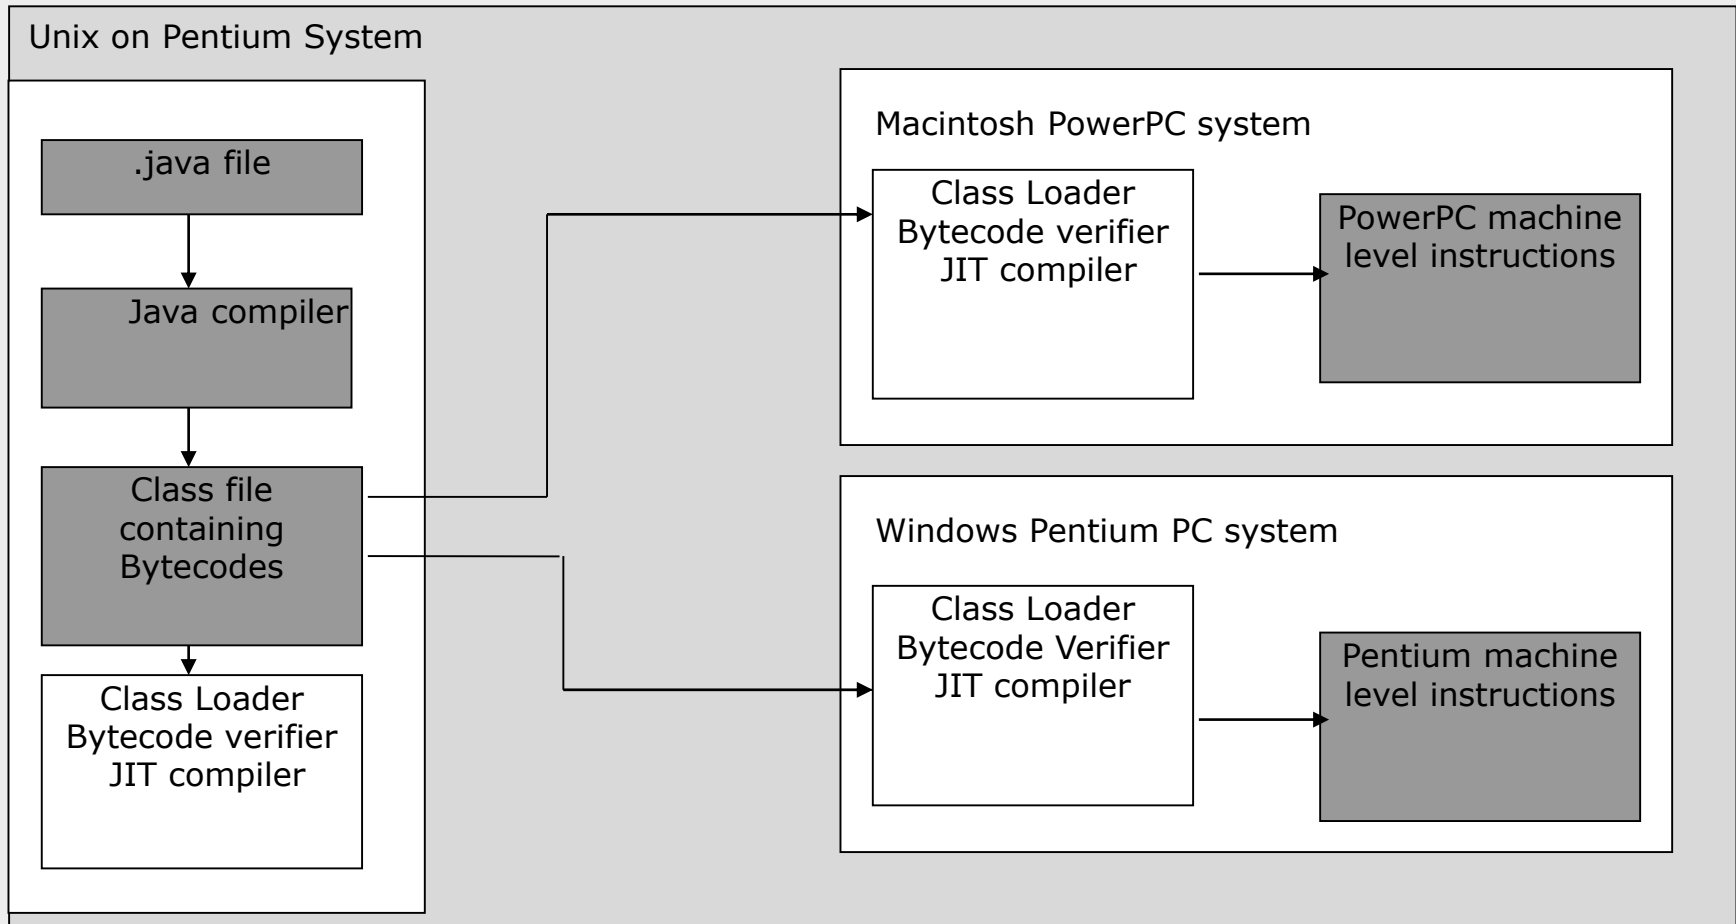 Unix on Pentium System
.java file
Java compiler
Class file
containing
Bytecodes
Class Loader
Bytecode verifier
JIT compiler
Macintosh PowerPC system
Class Loader
Bytecode verifier
JIT compiler
PowerPC machine
level instructions
Windows Pentium PC system
Class Loader
Bytecode Verifier
JIT compiler
Pentium machine
level instructions